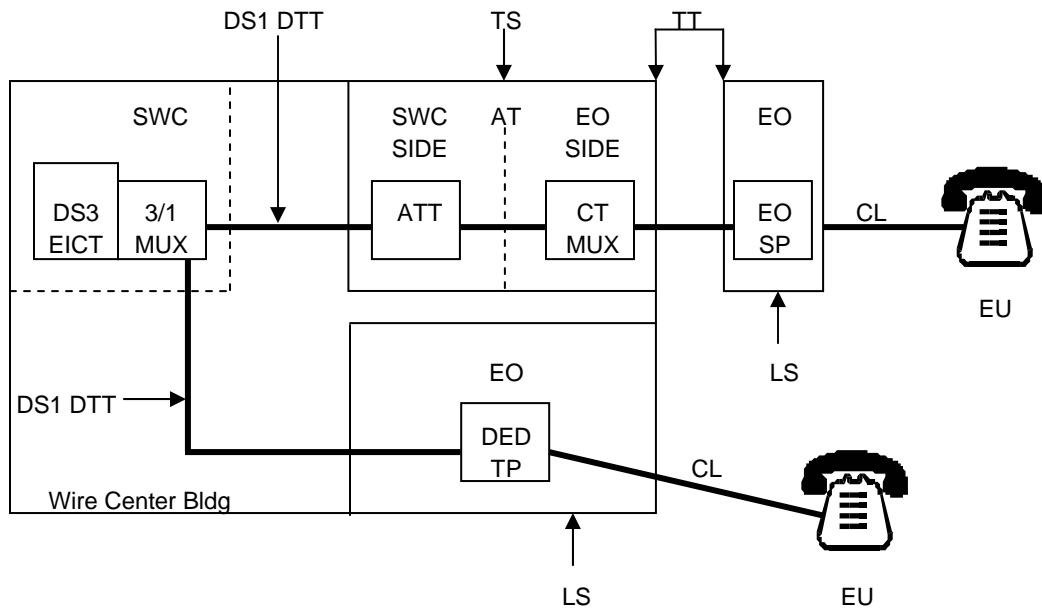 DS1 DTT
TS
TT
SWC
SWC
SIDE
AT
EO
SIDE
EO
DS3
EICT
3/1
MUX
ATT
CT
MUX
EO
SP
CL
EU
LS
EO
DS1 DTT
DED
TP
CL
Wire Center Bldg
LS
EU